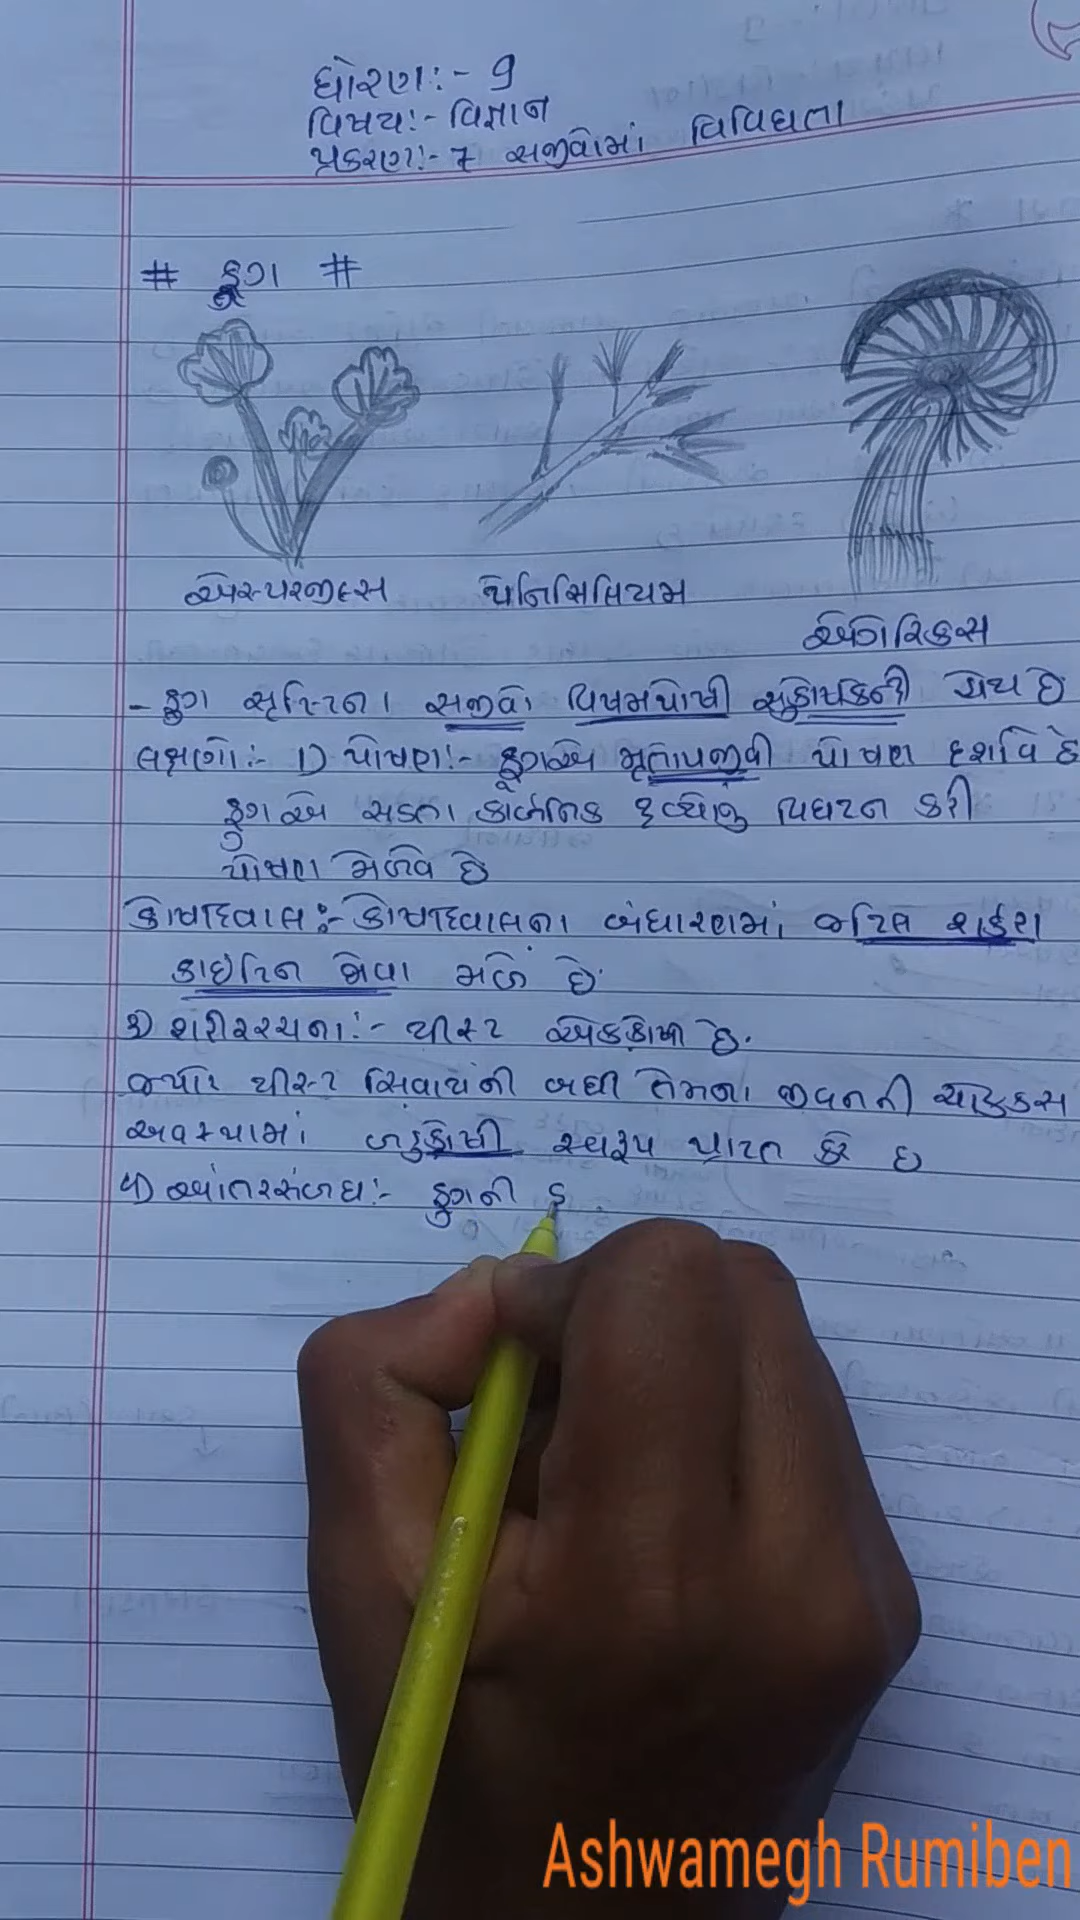 ધોરણઃ- 9
વિષયઃ- વિજ્ઞાન
પ્રકરણઃ- 7 સજીવોમાં વિવિધતા
# ફૂગ #
એસ્પરજીલસ પેનિસિલિયમ
એગેરિકસ
- ફુગ સૃષ્ટિના સજીવો વિષમપોષી સુકોષકેન્દ્રી હોય છે
લક્ષણોઃ- 1) પોષણઃ- ફૂગએ મૃતોપજીવી પોષણ દર્શાવે છે
ફુગ એ સડતા કાર્બનિક દ્રવ્યોનું વિઘટન કરી
પોષણ મેળવે છે
કોષદિવાલઃ- કોષદિવાલના બંધારણમાં જટિલ શર્કરા
કાઇટિન જોવા મળે છે
3) શરીરરચનાઃ- યીસ્ટ એકકોષી છે.
જ્યારે યીસ્ટ સિવાયની બધી તેમના જીવનની ચોક્કસ
અવસ્થામાં બહુકોષી સ્વરૂપ પ્રાપ્ત કરે છે
4) આંતરસંબંધઃ- ફુગની
Ashwamegh Rumiben